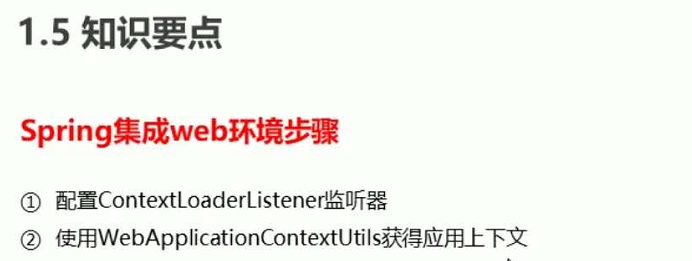 1.5 知识要点
Spring集成web环境步骤
① 配置ContextLoaderListener监听器
② 使用WebApplicationContextUtils获得应用上下文